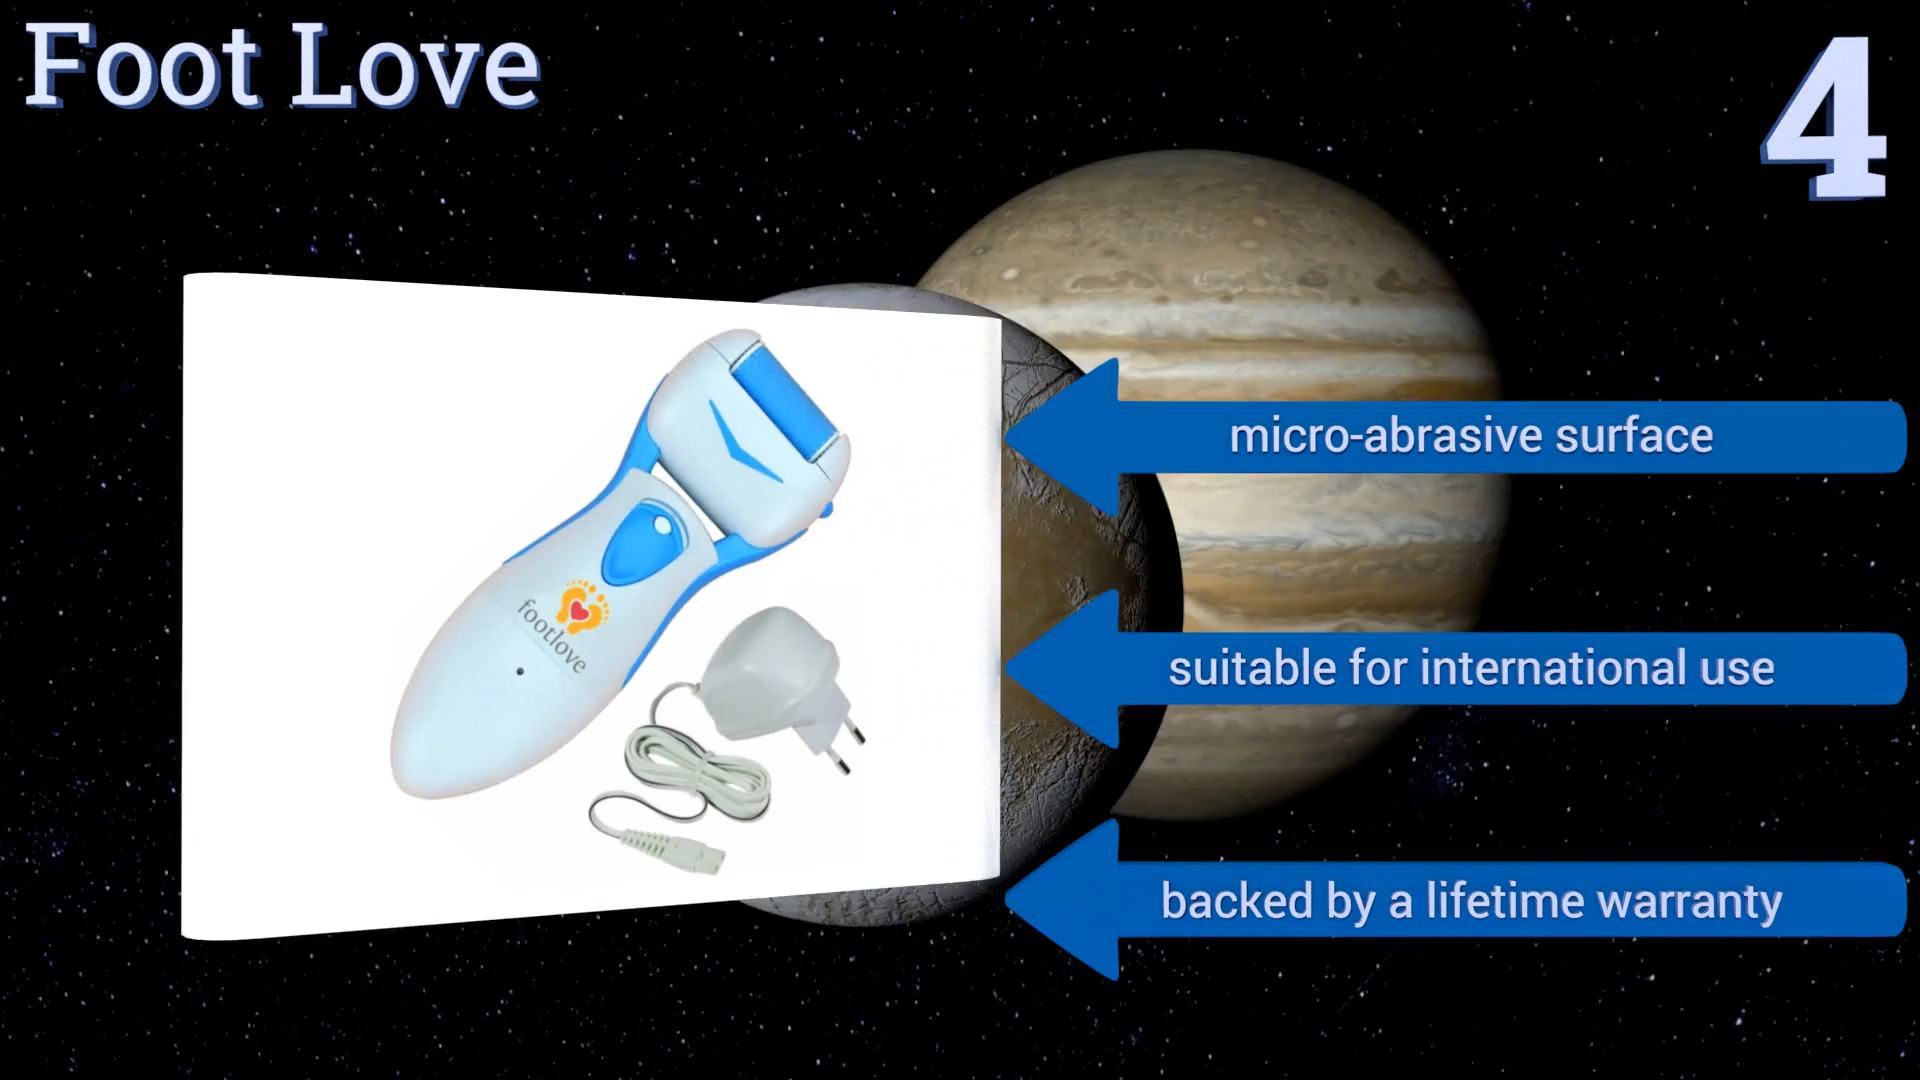 Foot Love
4
micro-abrasive surface
footlove
suitable for international use
backed by a lifetime warranty